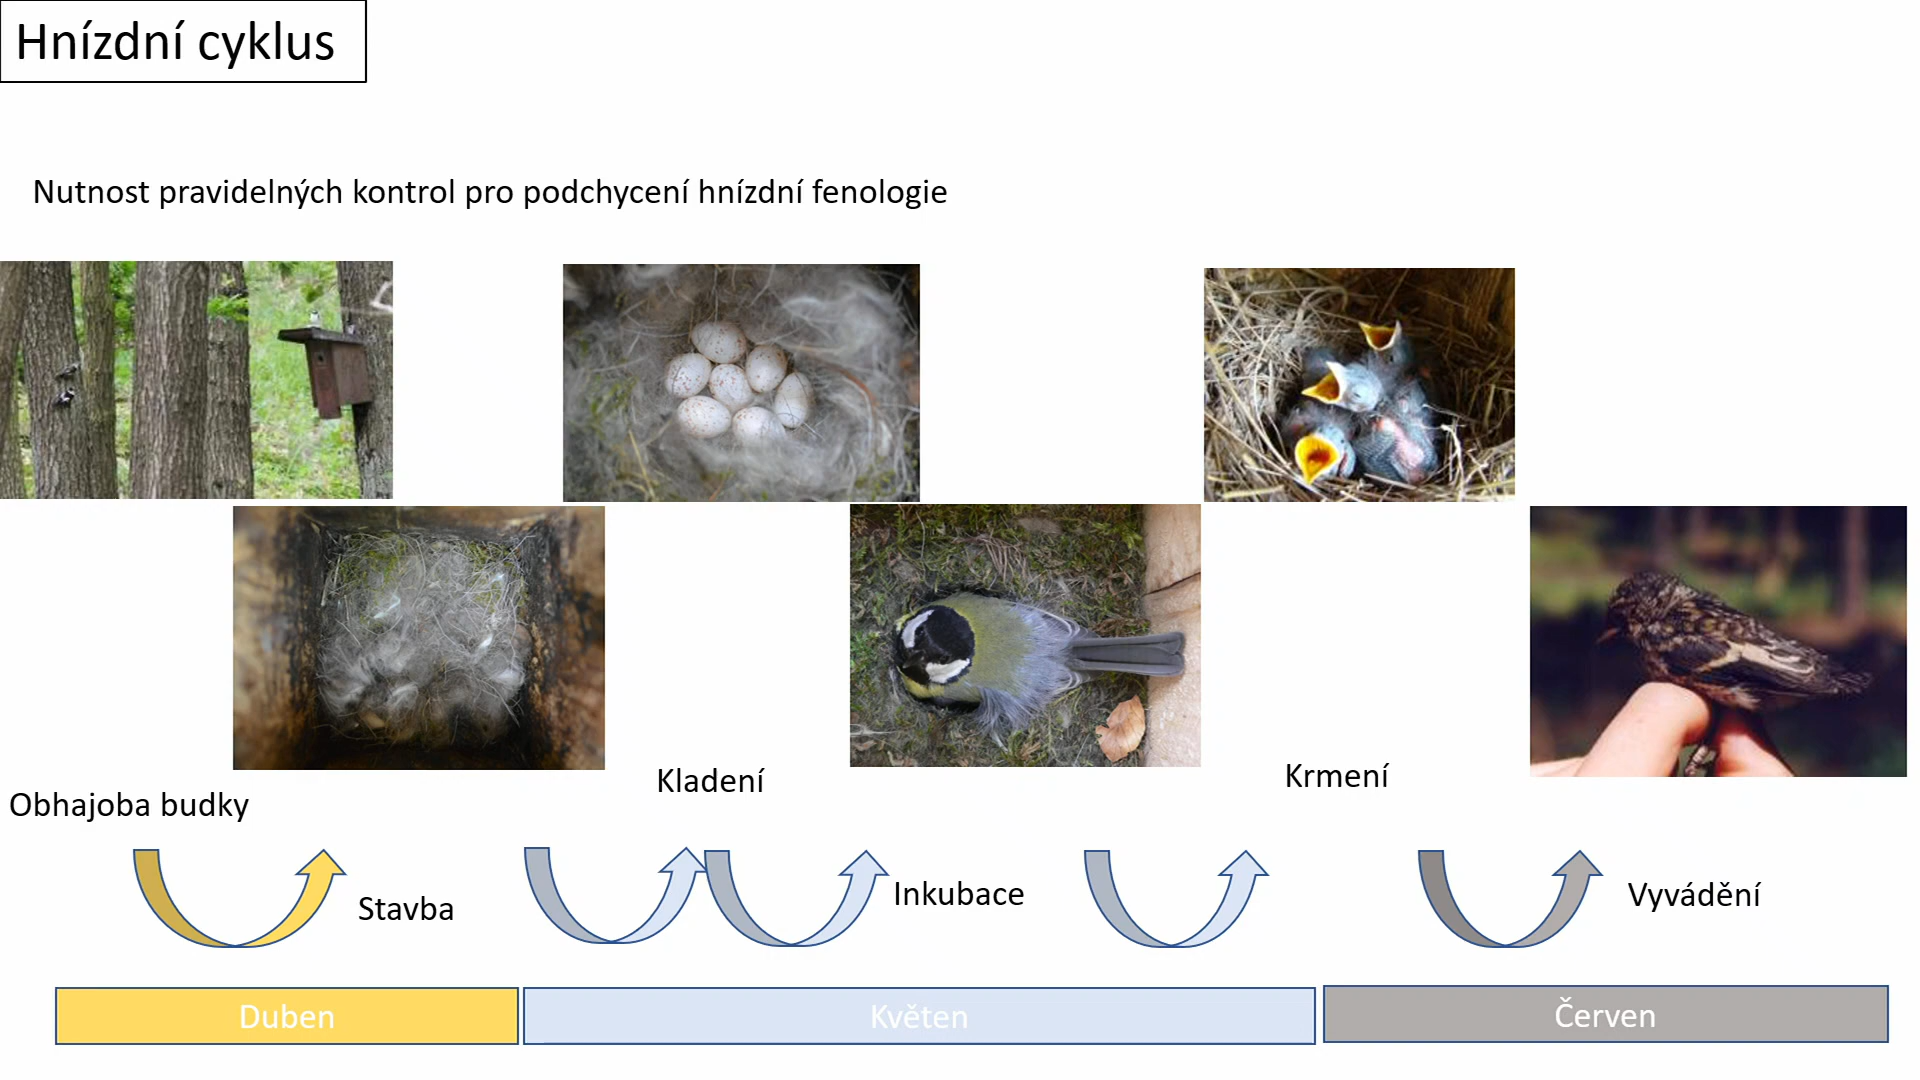 Hnízdní cyklus
Nutnost pravidelných kontrol pro podchycení hnízdní fenologie
Obhajoba budky
Stavba
Kladení
Inkubace
Krmení
Vyvádění
Duben
Květen
Červen